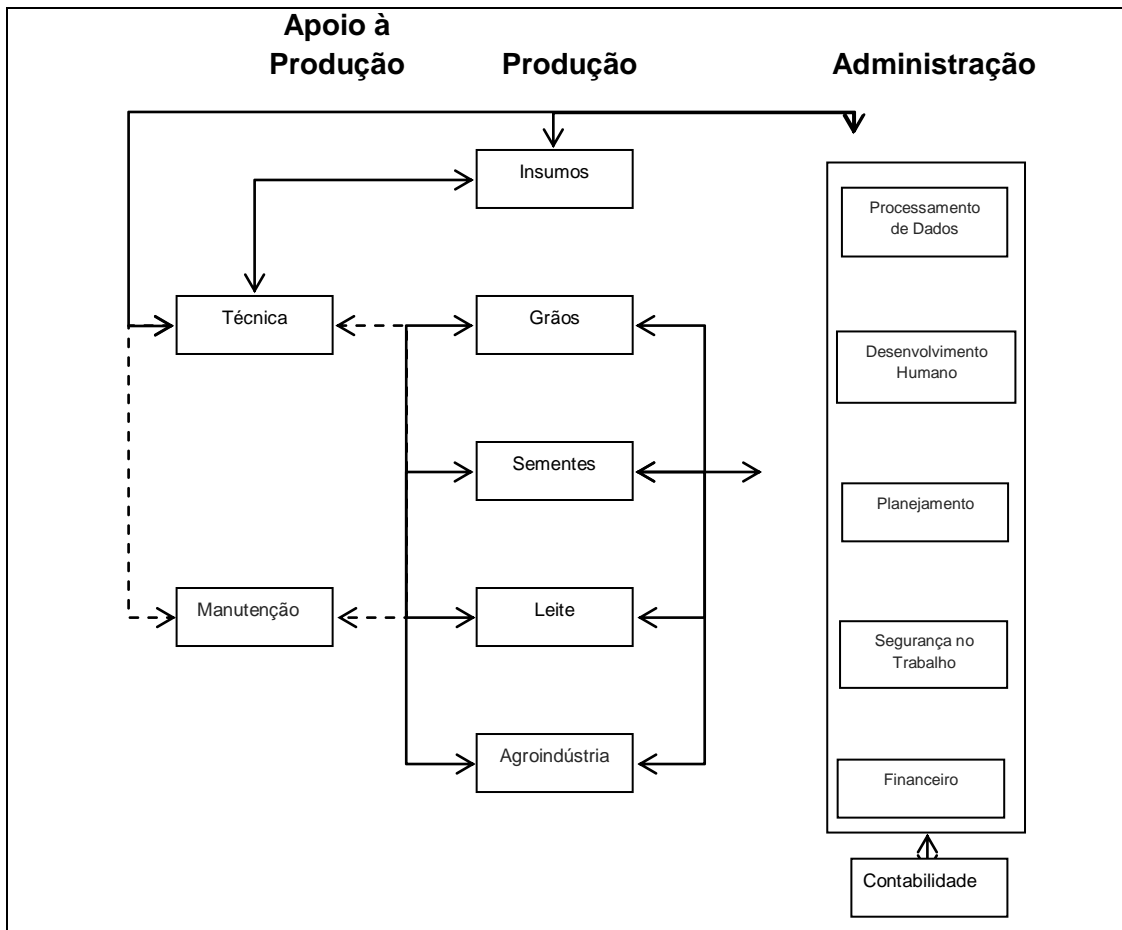 Apoio à
Produção
Produção
Administração
Insumos
Processamento
de Dados
Técnica
Grãos
Desenvolvimento
Humano
Sementes
Planejamento
Manutenção
Leite
Segurança no
Trabalho
Agroindústria
Financeiro
Contabilidade